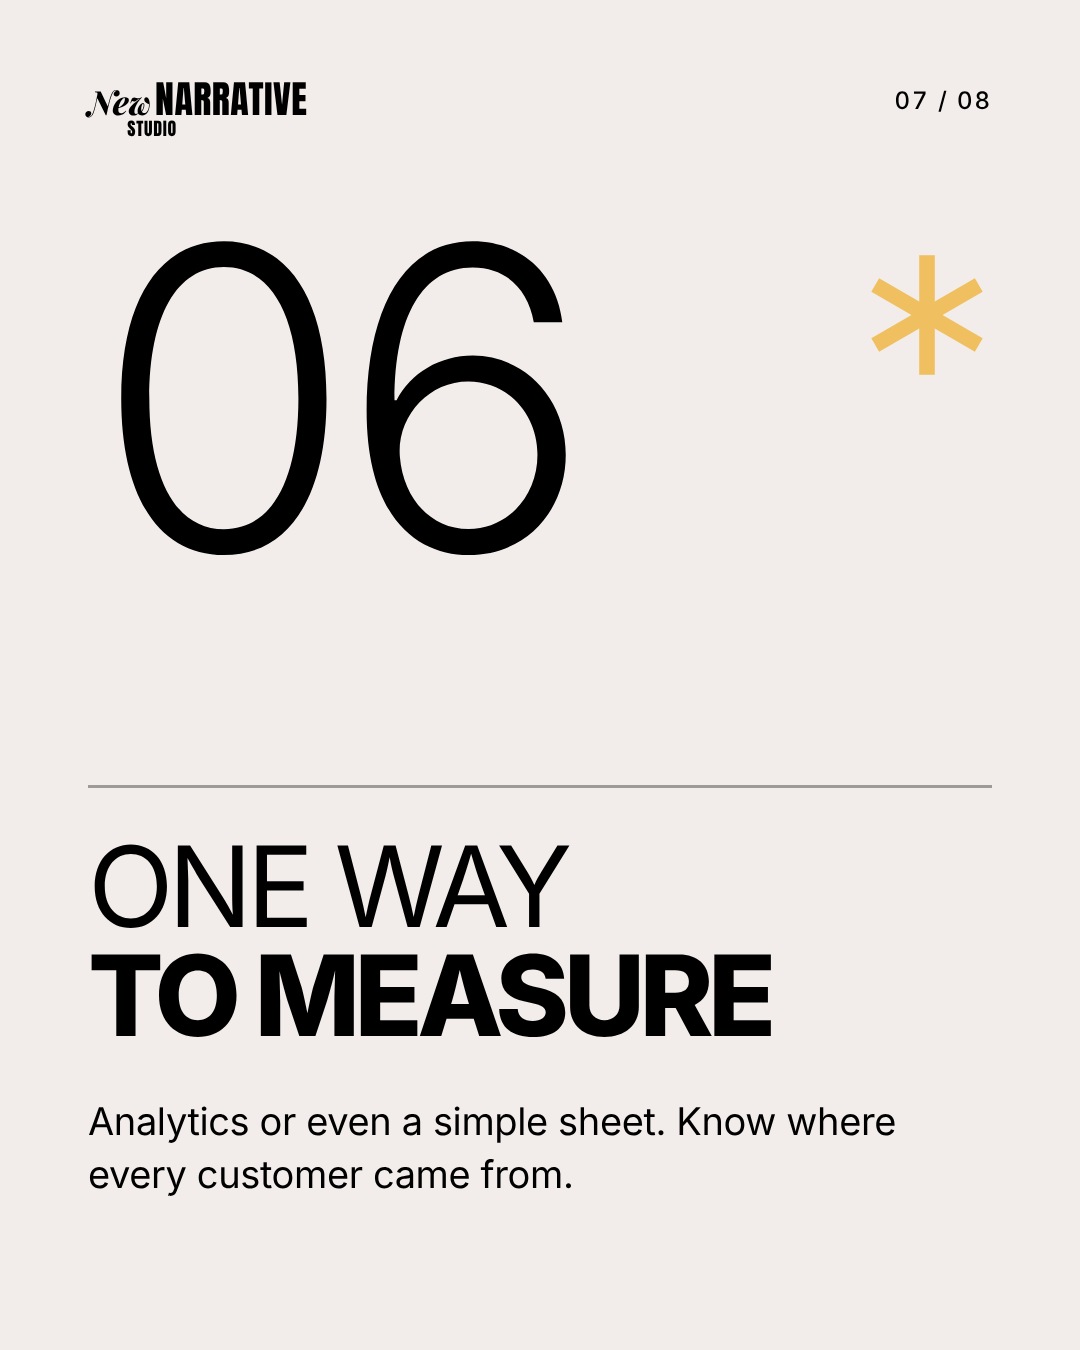 New NARRATIVE
STUDIO
07 / 08
06
*
ONE WAY
TO MEASURE
Analytics or even a simple sheet. Know where
every customer came from.